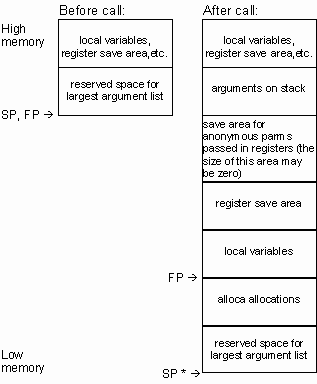 Before call:
After call:
High
memory
local variables,
register save area,etc.
local variables,
register save area,etc.
reserved space for
largest argument list
arguments on stack
SP, FP →
save area for
anonymous parms
passed in registers (the
size of this area may
be zero)
register save area
local variables
FP →
alloca allocations
reserved space for
largest argument list
Low
memory
SP * →